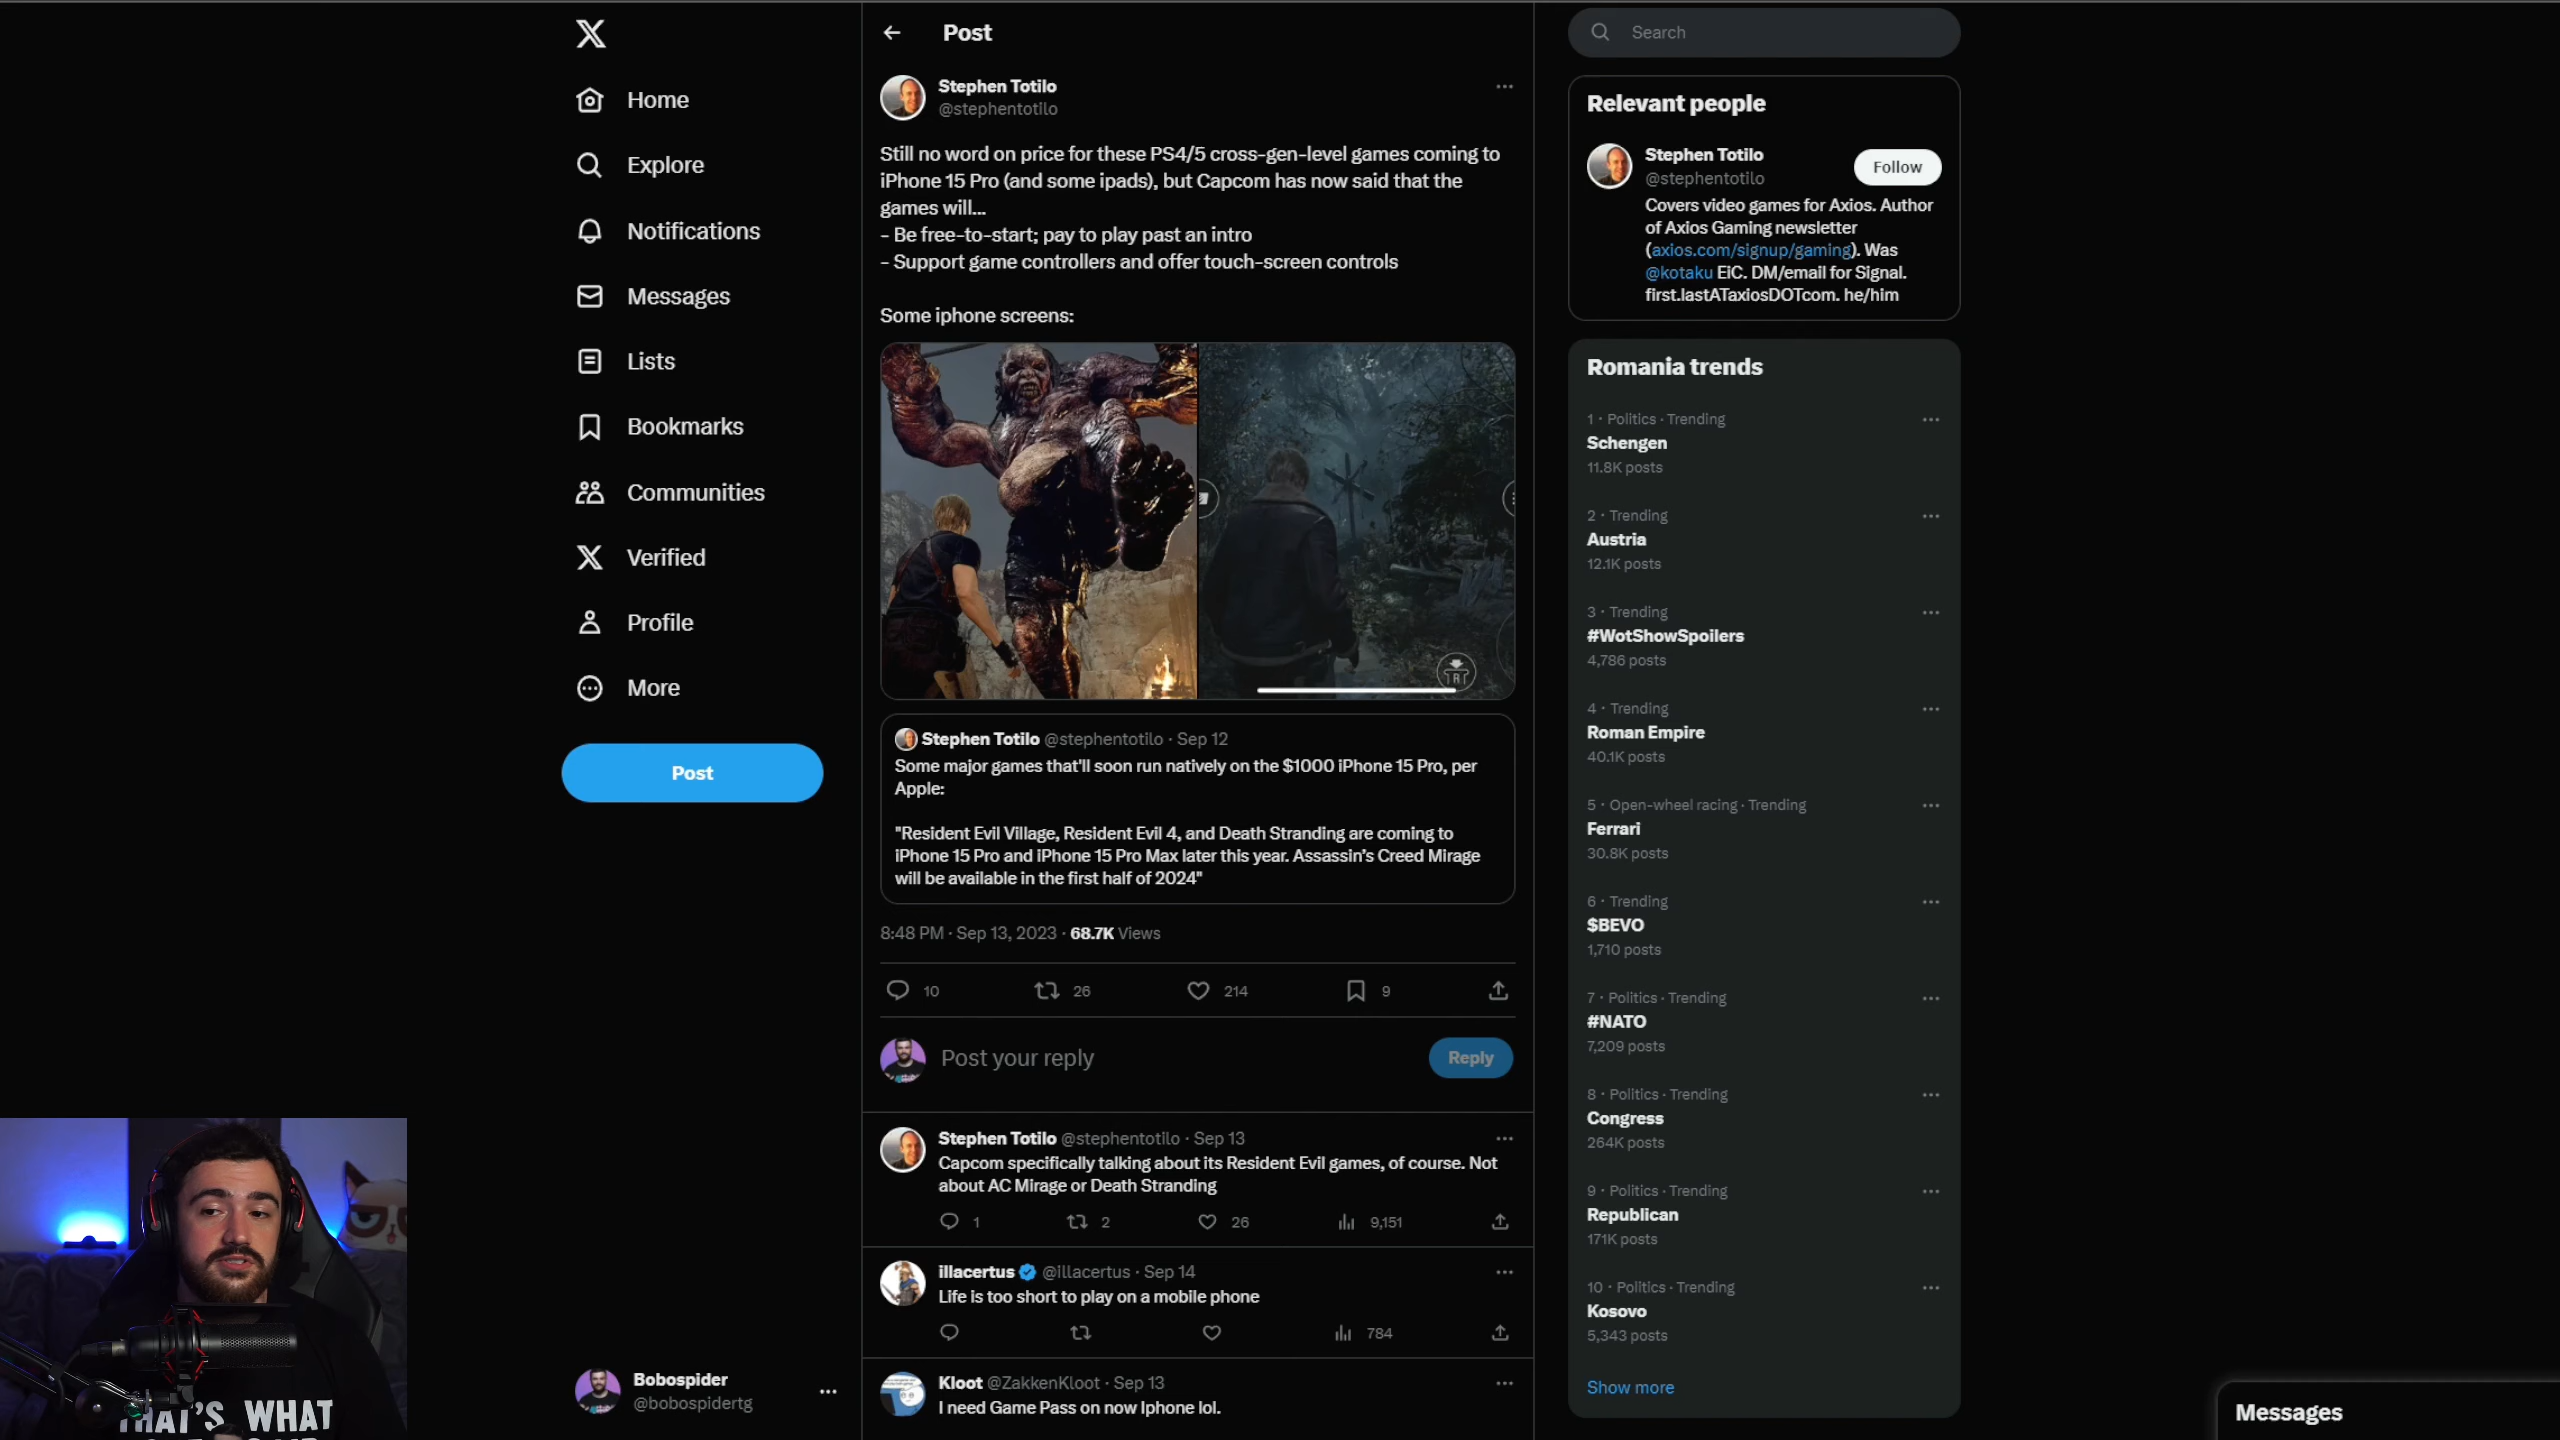 Home
Explore
Notifications
Messages
Lists
Bookmarks
Communities
Verified
Profile
More
Post
Bobospider
@bobospidertg
Post
Stephen Totilo
@stephentotilo
Still no word on price for these PS4/5 cross-gen-level games coming to
iPhone 15 Pro (and some ipads), but Capcom has now said that the
games will...
- Be free-to-start; pay to play past an intro
- Support game controllers and offer touch-screen controls
Some iphone screens:
Stephen Totilo @stephentotilo · Sep 12
Some major games that'll soon run natively on the $1000 iPhone 15 Pro, per
Apple:
"Resident Evil Village, Resident Evil 4, and Death Stranding are coming to
iPhone 15 Pro and iPhone 15 Pro Max later this year. Assassin's Creed Mirage
will be available in the first half of 2024"
8:48 PM · Sep 13, 2023 · 68.7K Views
10 26 214 9
Post your reply
Reply
Stephen Totilo @stephentotilo · Sep 13
Capcom specifically talking about its Resident Evil games, of course. Not
about AC Mirage or Death Stranding
1 2 26 9,151
illacertus @illacertus · Sep 14
Life is too short to play on a mobile phone
784
Kloot @ZakkenKloot · Sep 13
I need Game Pass on now Iphone lol.
Search
Relevant people
Stephen Totilo
@stephentotilo
Follow
Covers video games for Axios. Author
of Axios Gaming newsletter
(axios.com/signup/gaming). Was
@kotaku EiC. DM/email for Signal.
first.lastATaxiosDOTcom. he/him
Romania trends
1 · Politics · Trending
Schengen
11.8K posts
2 · Trending
Austria
12.1K posts
3 · Trending
#WotShowSpoilers
4,786 posts
4 · Trending
Roman Empire
40.1K posts
5 · Open-wheel racing · Trending
Ferrari
30.8K posts
6 · Trending
$BEVO
1,710 posts
7 · Politics · Trending
#NATO
7,209 posts
8 · Politics · Trending
Congress
264K posts
9 · Politics · Trending
Republican
171K posts
10 · Politics · Trending
Kosovo
5,343 posts
Show more
Messages
THAT'S WHAT